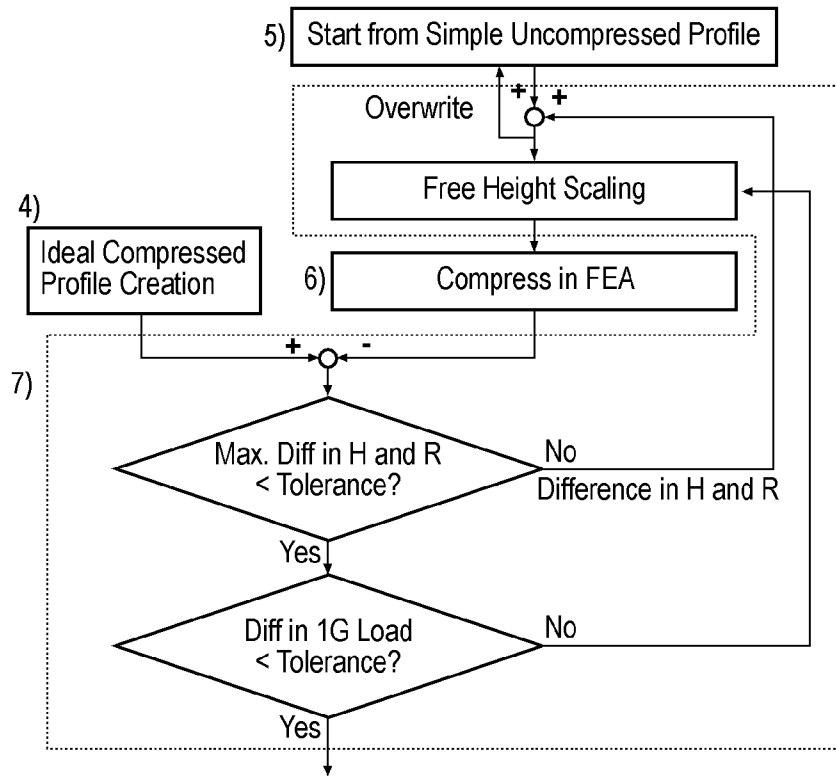 5)
Start from Simple Uncompressed Profile
+
+
Overwrite
Free Height Scaling
4)
Ideal Compressed
Profile Creation
6)
Compress in FEA
+
-
7)
Max. Diff in H and R
< Tolerance?
No
Difference in H and R
Yes
Diff in 1G Load
< Tolerance?
No
Yes